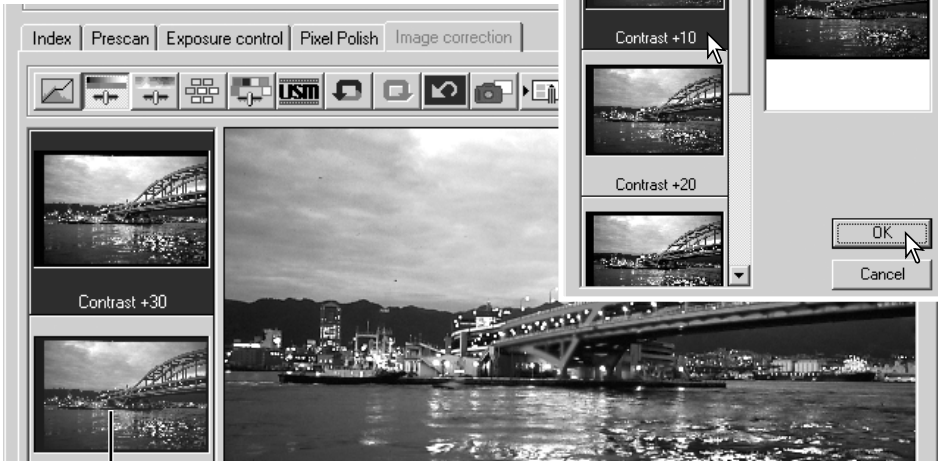 Index Prescan Exposure control Pixel Polish Image correction
USM
Contrast +30
Contrast +10
Contrast +20
OK
Cancel